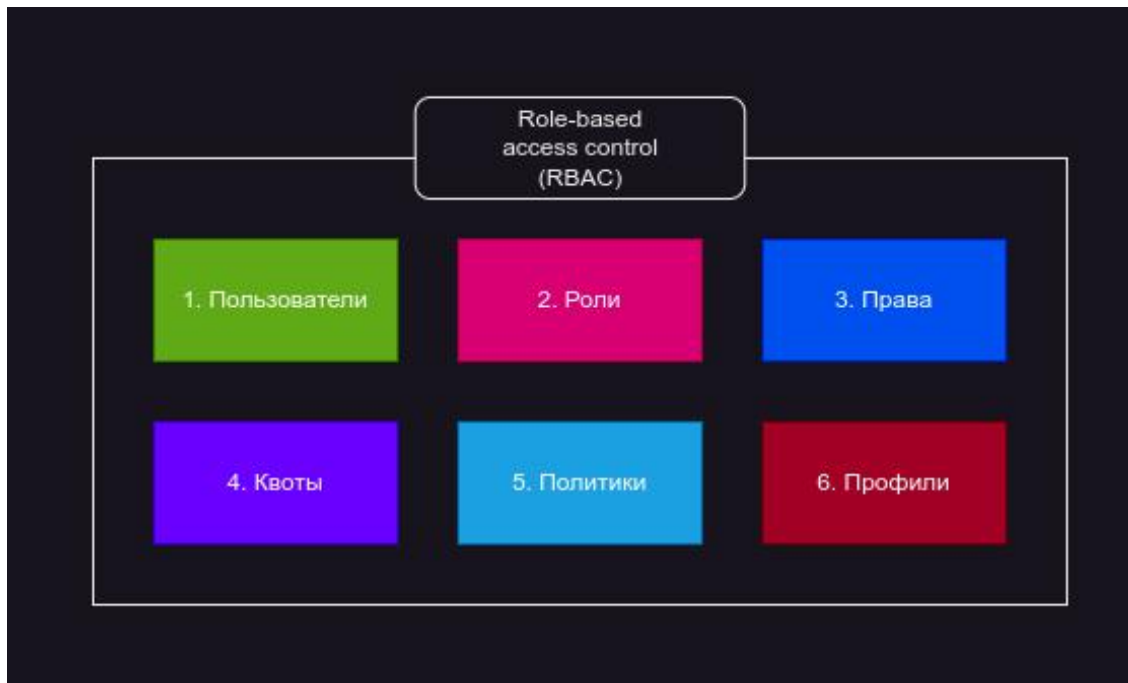 Role-based
access control
(RBAC)
1. Пользователи
2. Роли
3. Права
4. Квоты
5. Политики
6. Профили